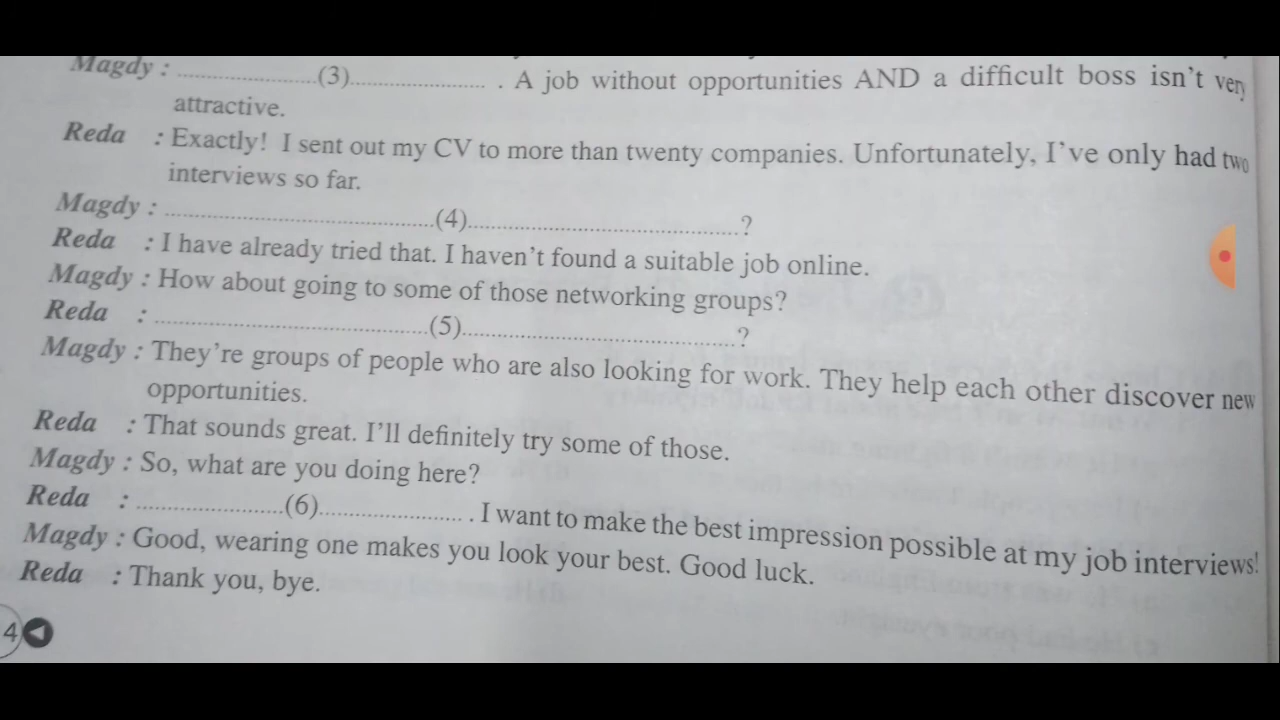 Magdy : ......................(3)...................... . A job without opportunities AND a difficult boss isn't very
attractive.
Reda : Exactly! I sent out my CV to more than twenty companies. Unfortunately, I've only had two
interviews so far.
Magdy : ..........................................(4)..........................................?
Reda : I have already tried that. I haven't found a suitable job online.
Magdy : How about going to some of those networking groups?
Reda : ..........................................(5)..........................................?
Magdy : They're groups of people who are also looking for work. They help each other discover new
opportunities.
Reda : That sounds great. I'll definitely try some of those.
Magdy : So, what are you doing here?
Reda : ......................(6)...................... . I want to make the best impression possible at my job interviews!
Magdy : Good, wearing one makes you look your best. Good luck.
Reda : Thank you, bye.
4